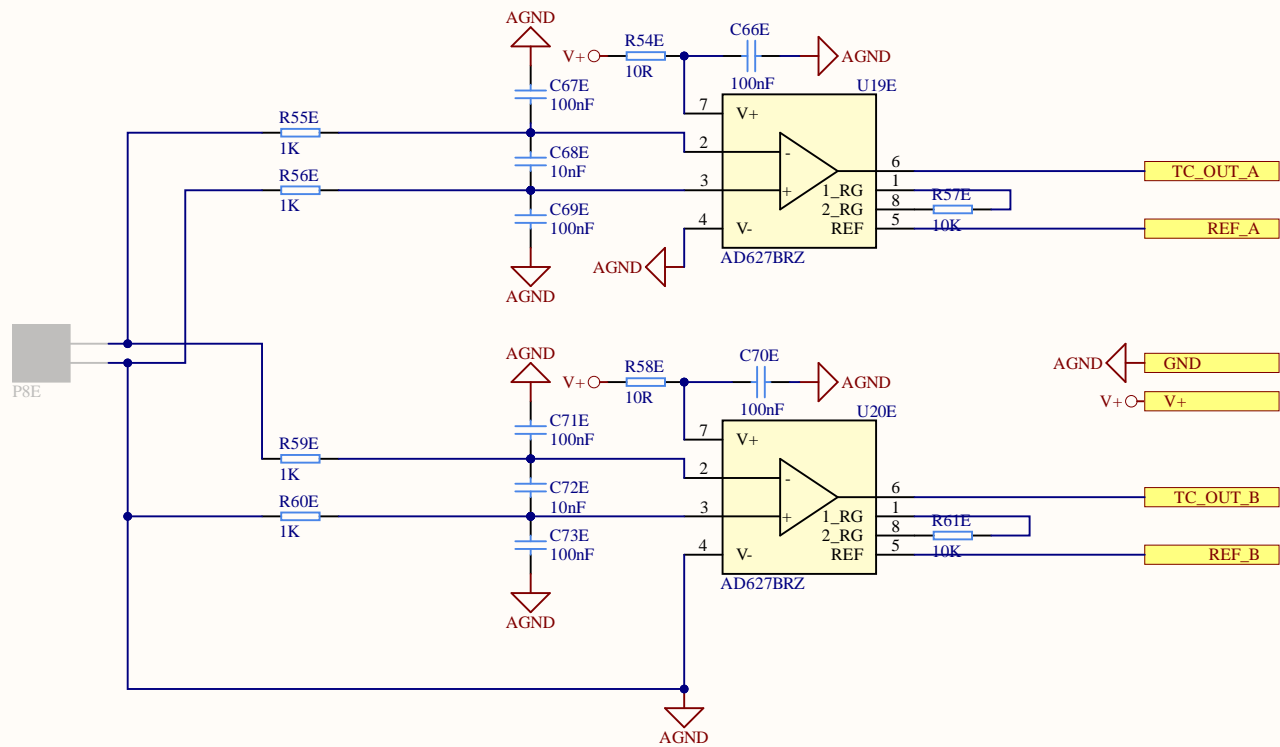 AGND
V+
R54E
10R
C66E
100nF
AGND
C67E
100nF
U19E
7
V+
R55E
1K
2
-
C68E
10nF
6
TC_OUT_A
R56E
1K
3
+
1_RG
1
2_RG
8
R57E
10K
C69E
100nF
4
V-
REF
5
REF_A
AGND
AD627BRZ
AGND
P8E
AGND
V+
R58E
10R
C70E
100nF
AGND
AGND
GND
V+
V+
C71E
100nF
U20E
7
V+
R59E
1K
2
-
C72E
10nF
6
TC_OUT_B
R60E
1K
3
+
1_RG
1
2_RG
8
R61E
10K
C73E
100nF
4
V-
REF
5
REF_B
AD627BRZ
AGND
AGND